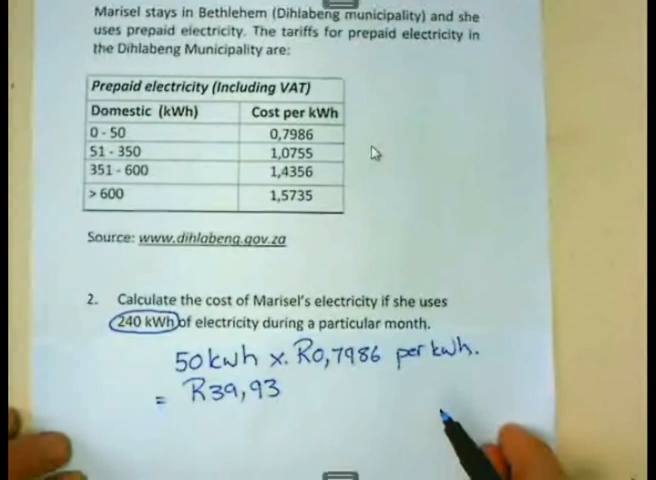 Marisel stays in Bethlehem (Dihlabeng municipality) and she
uses prepaid electricity. The tariffs for prepaid electricity in
the Dihlabeng Municipality are:
Prepaid electricity (Including VAT)
Domestic (kWh) Cost per kWh
0 - 50 0,7986
51 - 350 1,0755
351 - 600 1,4356
> 600 1,5735
Source: www.dihlabeng.gov.za
2. Calculate the cost of Marisel's electricity if she uses
240 kWh of electricity during a particular month.
50kwh x. R0,7986 per kwh.
= R39,93